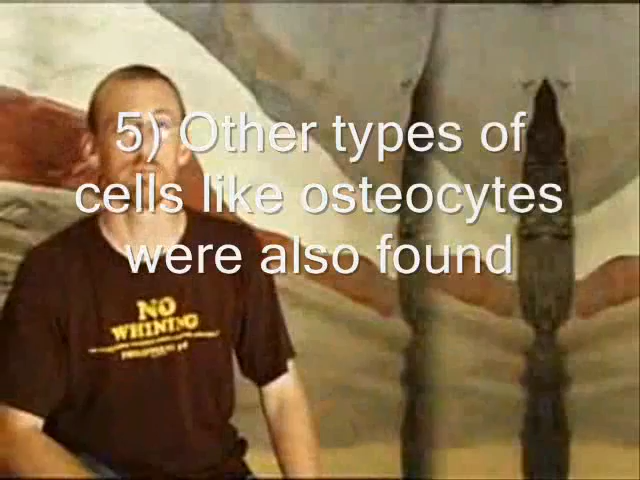 5) Other types of
cells like osteocytes
were also found
NO
WHINING